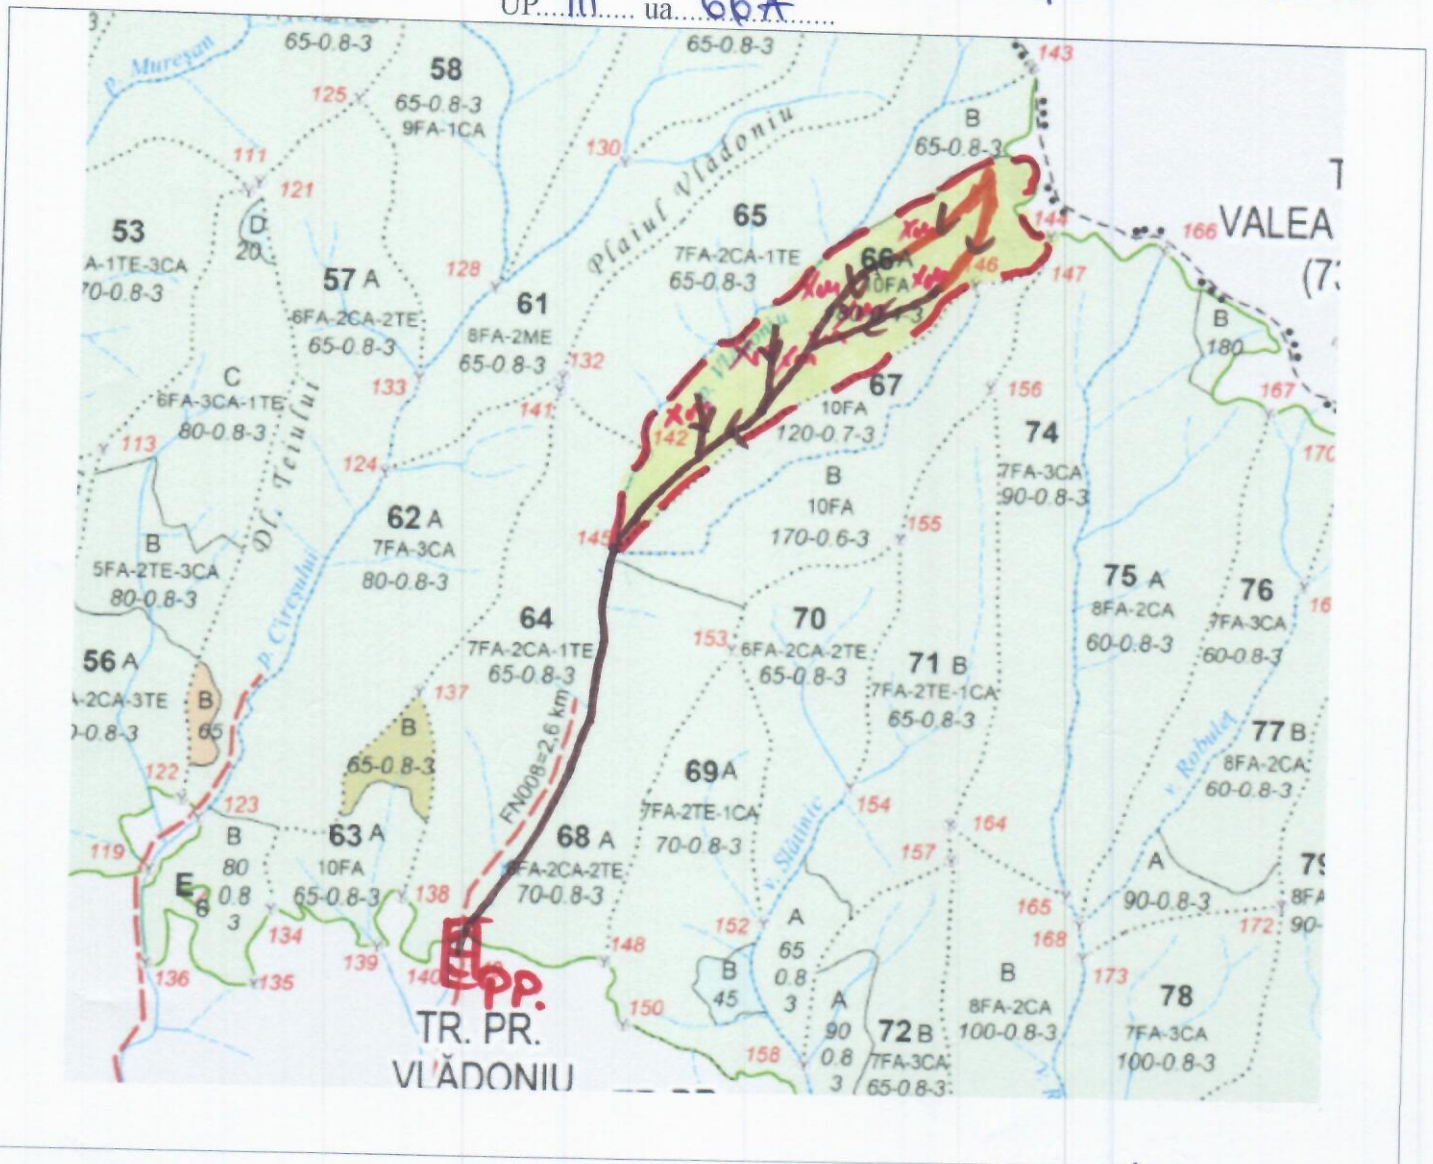 UP....III...... ua....66A......
65-0.8-3
65-0.8-3
143
p. Mureșan
58
65-0.8-3
9FA-1CA
125
130
B
65-0.8-3
111
121
Plaiul Vlădoniu
D
20
53
A-1TE-3CA
70-0.8-3
65
7FA-2CA-1TE
65-0.8-3
144
166
VALEA
(73
147
128
57 A
6FA-2CA-2TE
65-0.8-3
61
8FA-2ME
65-0.8-3
66A
10FA
146
B
180
132
133
141
67
10FA
120-0.7-3
156
167
C
6FA-3CA-1TE
80-0.8-3
Dl. Teiului
113
124
142
74
7FA-3CA
90-0.8-3
170
B
10FA
170-0.6-3
155
62 A
7FA-3CA
80-0.8-3
145
B
5FA-2TE-3CA
80-0.8-3
p. Cireșului
75 A
8FA-2CA
60-0.8-3
76
7FA-3CA
60-0.8-3
16
64
7FA-2CA-1TE
65-0.8-3
153
70
6FA-2CA-2TE
65-0.8-3
71 B
7FA-2TE-1CA
65-0.8-3
56 A
A-2CA-3TE
0-0.8-3
B
65
137
B
65-0.8-3
FN008=2,6 km
77 B
8FA-2CA
60-0.8-3
v. Robuleț
69 A
7FA-2TE-1CA
70-0.8-3
122
123
154
v. Slătinic
164
157
119
B
80
0.8
3
E
63 A
10FA
65-0.8-3
138
68 A
6FA-2CA-2TE
70-0.8-3
A
90-0.8-3
79
8FA
90-
165
168
172
134
139
140
136
135
148
152
A
65
0.8
3
B
45
150
173
PP.
TR. PR.
VLĂDONIU
A
90
0.8
3
72 B
7FA-3CA
65-0.8-3
B
8FA-2CA
100-0.8-3
78
7FA-3CA
100-0.8-3
158